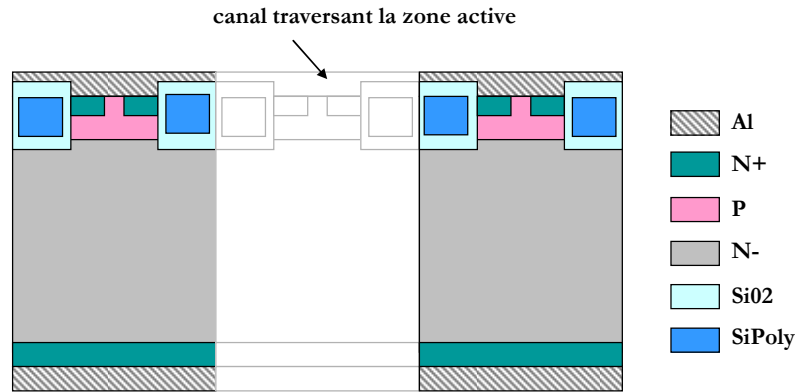 canal traversant la zone active
Al
N+
P
N-
Si02
SiPoly